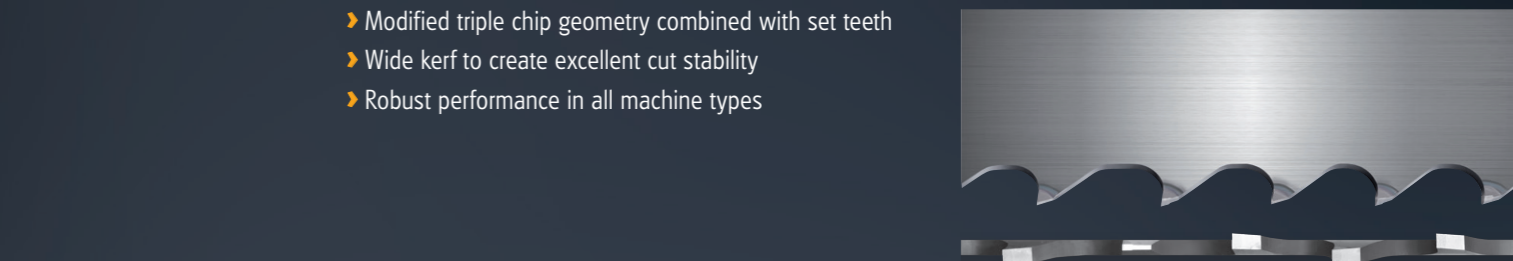 › Modified triple chip geometry combined with set teeth
› Wide kerf to create excellent cut stability
› Robust performance in all machine types